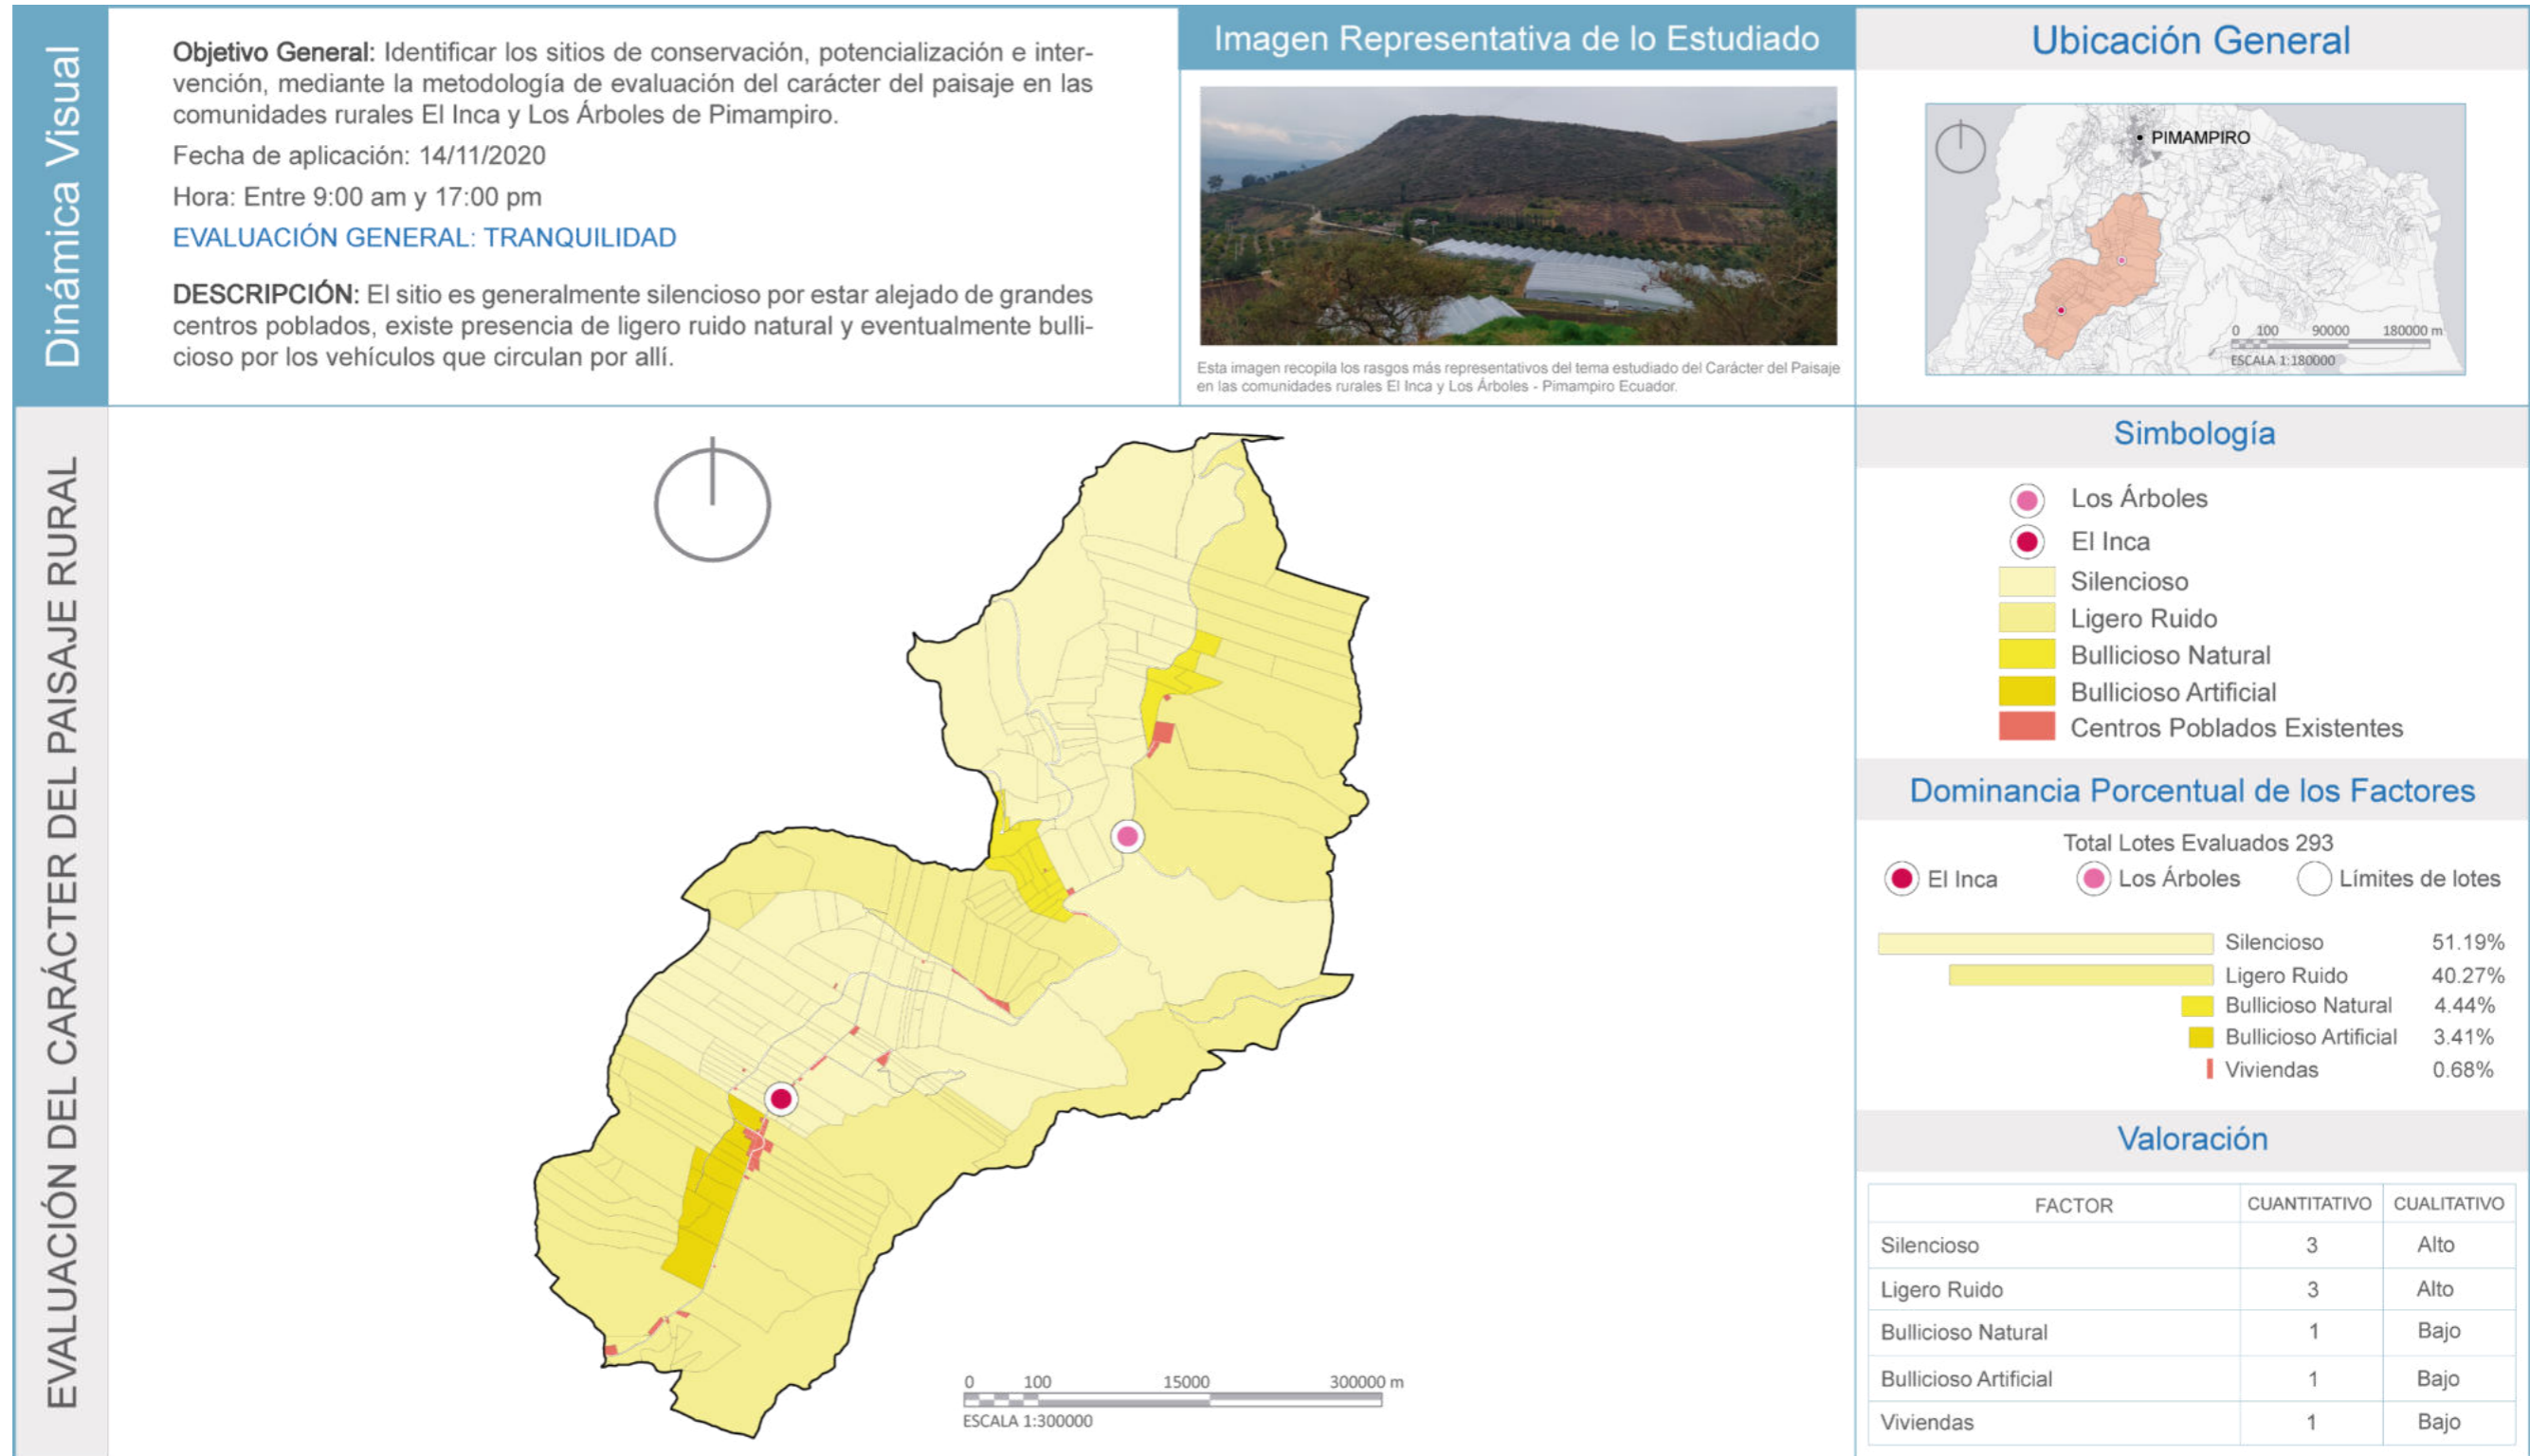 Dinámica Visual
Objetivo General: Identificar los sitios de conservación, potencialización e inter-
vención, mediante la metodología de evaluación del carácter del paisaje en las
comunidades rurales El Inca y Los Árboles de Pimampiro.
Fecha de aplicación: 14/11/2020
Hora: Entre 9:00 am y 17:00 pm
EVALUACIÓN GENERAL: TRANQUILIDAD
DESCRIPCIÓN: El sitio es generalmente silencioso por estar alejado de grandes
centros poblados, existe presencia de ligero ruido natural y eventualmente bulli-
cioso por los vehículos que circulan por allí.
Imagen Representativa de lo Estudiado
Esta imagen recopila los rasgos más representativos del tema estudiado del Carácter del Paisaje
en las comunidades rurales El Inca y Los Árboles - Pimampiro Ecuador.
Ubicación General
PIMAMPIRO
0 100 90000 180000 m
ESCALA 1:180000
EVALUACIÓN DEL CARÁCTER DEL PAISAJE RURAL
0 100 15000 300000 m
ESCALA 1:300000
Simbología
Los Árboles
El Inca
Silencioso
Ligero Ruido
Bullicioso Natural
Bullicioso Artificial
Centros Poblados Existentes
Dominancia Porcentual de los Factores
Total Lotes Evaluados 293
El Inca Los Árboles Límites de lotes
Silencioso 51.19%
Ligero Ruido 40.27%
Bullicioso Natural 4.44%
Bullicioso Artificial 3.41%
Viviendas 0.68%
Valoración
FACTOR CUANTITATIVO CUALITATIVO
Silencioso 3 Alto
Ligero Ruido 3 Alto
Bullicioso Natural 1 Bajo
Bullicioso Artificial 1 Bajo
Viviendas 1 Bajo